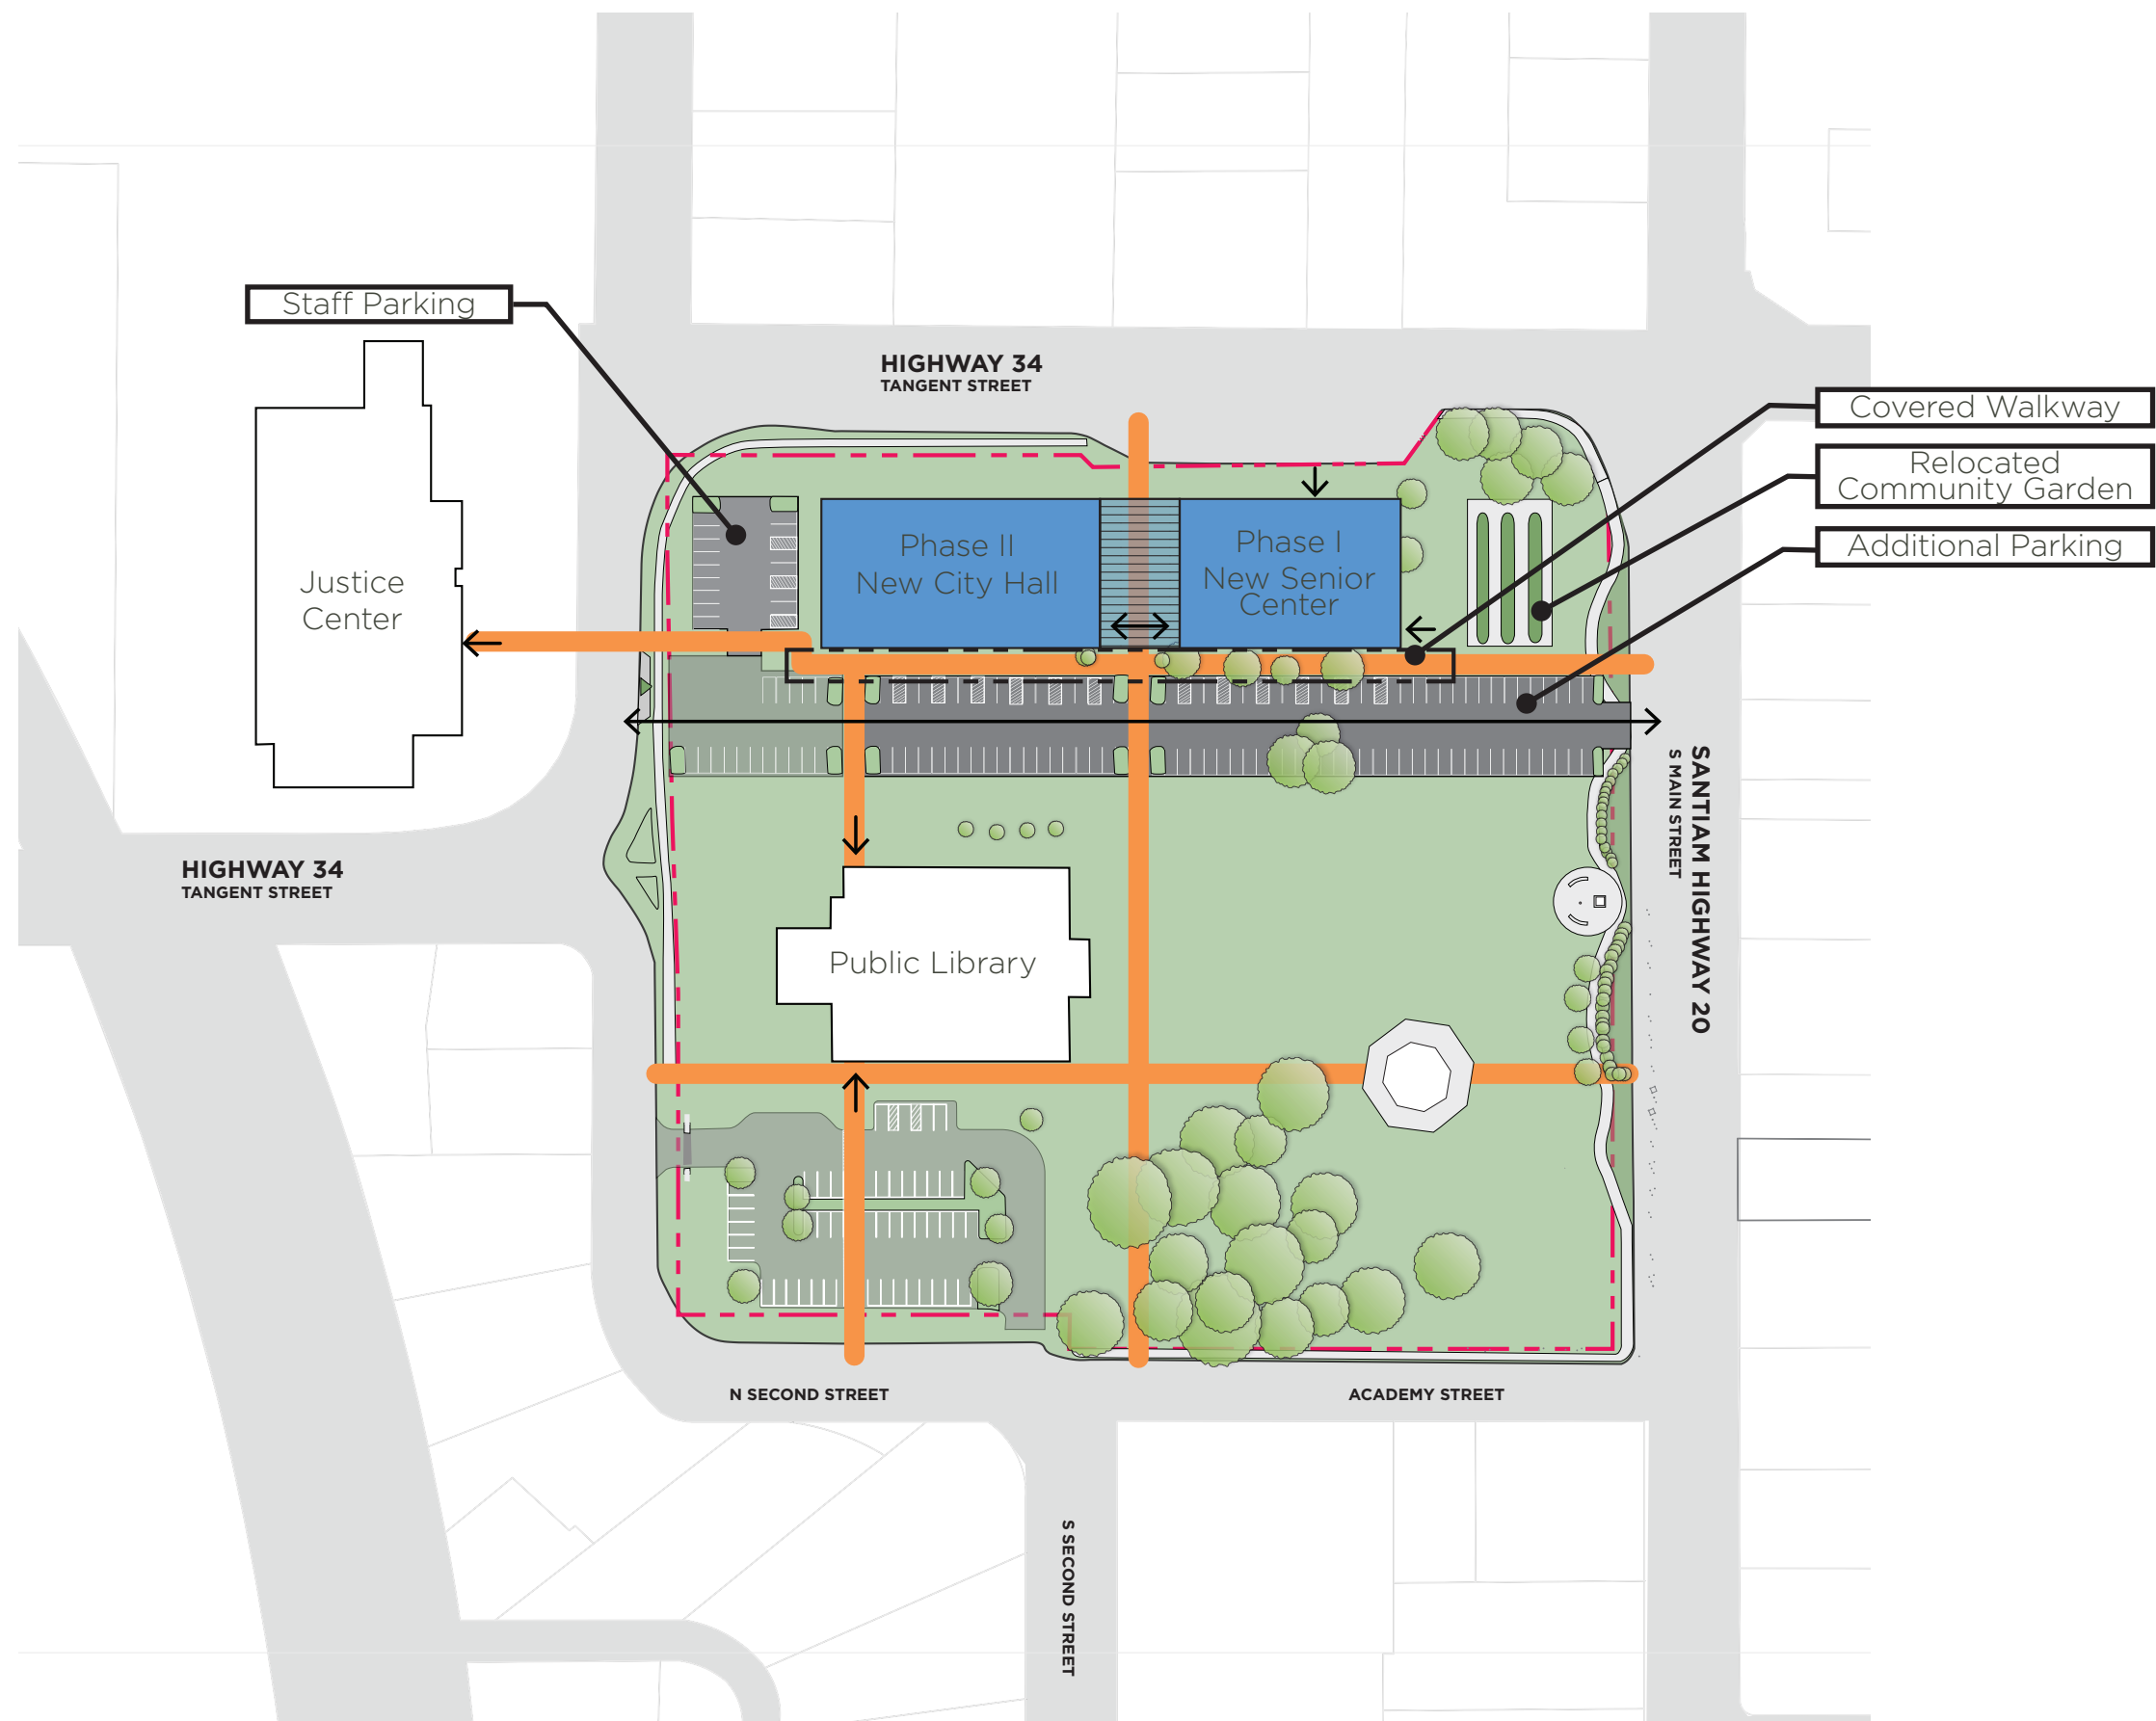 Staff Parking
HIGHWAY 34
TANGENT STREET
Covered Walkway
Relocated
Community Garden
Additional Parking
Justice
Center
Phase II
New City Hall
Phase I
New Senior
Center
SANTIAM HIGHWAY 20
S MAIN STREET
HIGHWAY 34
TANGENT STREET
Public Library
N SECOND STREET
ACADEMY STREET
S SECOND STREET